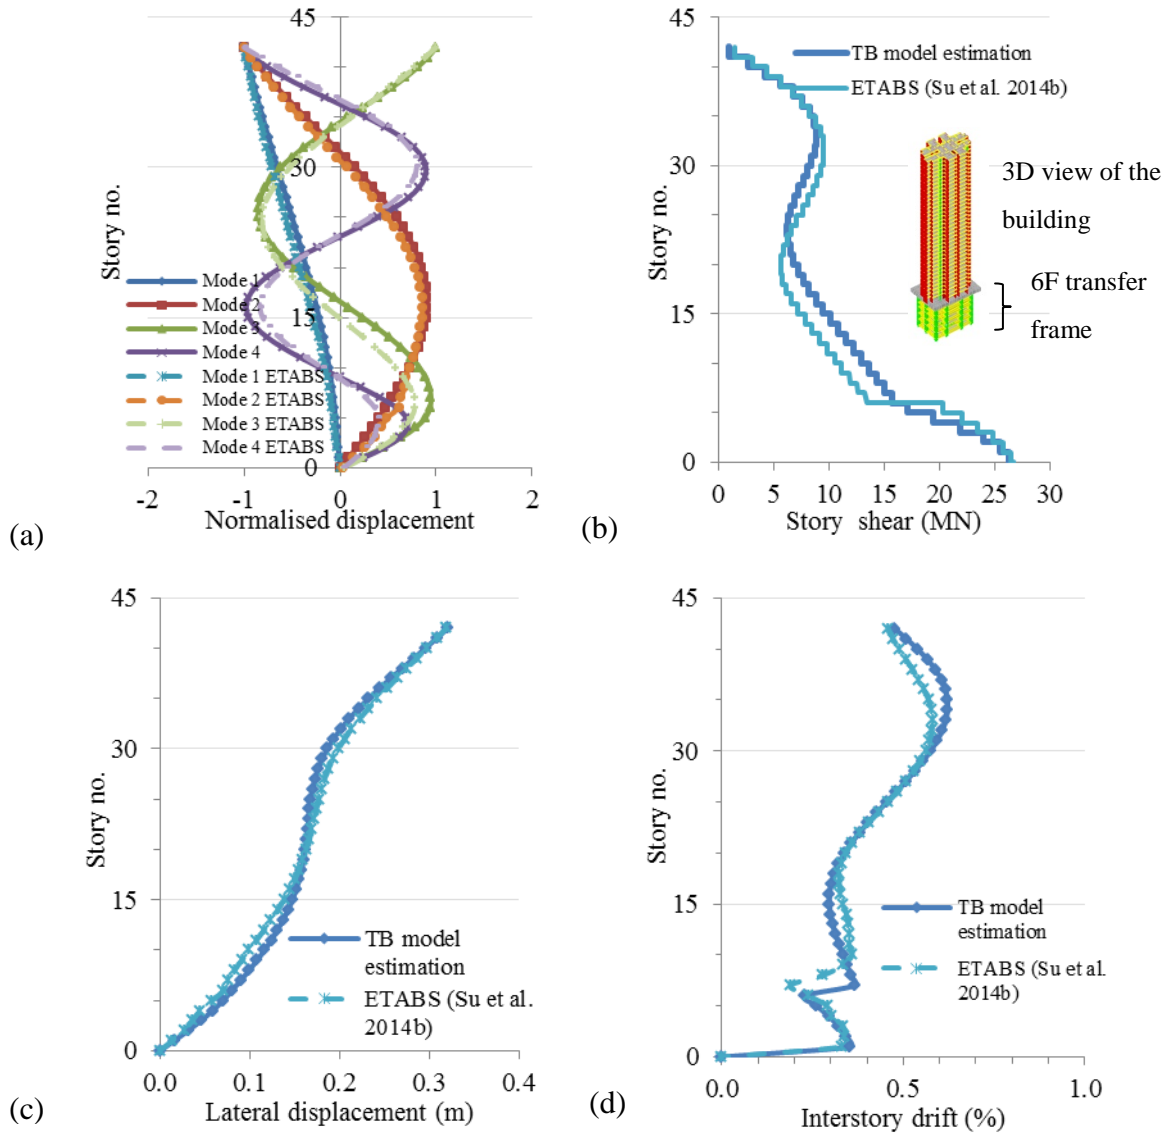 45
30
15
0
Story no.
Mode 1
Mode 2
Mode 3
Mode 4
Mode 1 ETABS
Mode 2 ETABS
Mode 3 ETABS
Mode 4 ETABS
-2 -1 0 1 2
Normalised displacement
(a)
45
30
15
0
Story no.
TB model estimation
ETABS (Su et al. 2014b)
3D view of the
building
6F transfer
frame
0 5 10 15 20 25 30
Story shear (MN)
(b)
45
30
15
0
Story no.
TB model
estimation
ETABS (Su et al.
2014b)
0.0 0.1 0.2 0.3 0.4
Lateral displacement (m)
(c)
45
30
15
0
Story no.
TB model
estimation
ETABS (Su et al.
2014b)
0.0 0.5 1.0
Interstory drift (%)
(d)